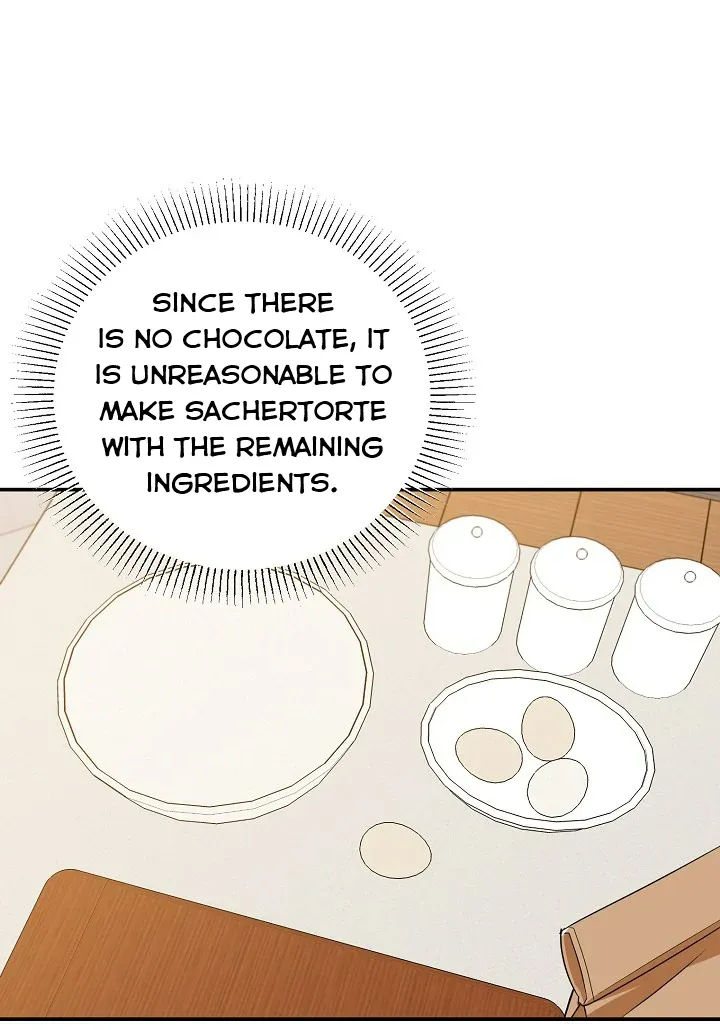 SINCE THERE
IS NO CHOCOLATE, IT
IS UNREASONABLE TO
MAKE SACHERTORTE
WITH THE REMAINING
INGREDIENTS.